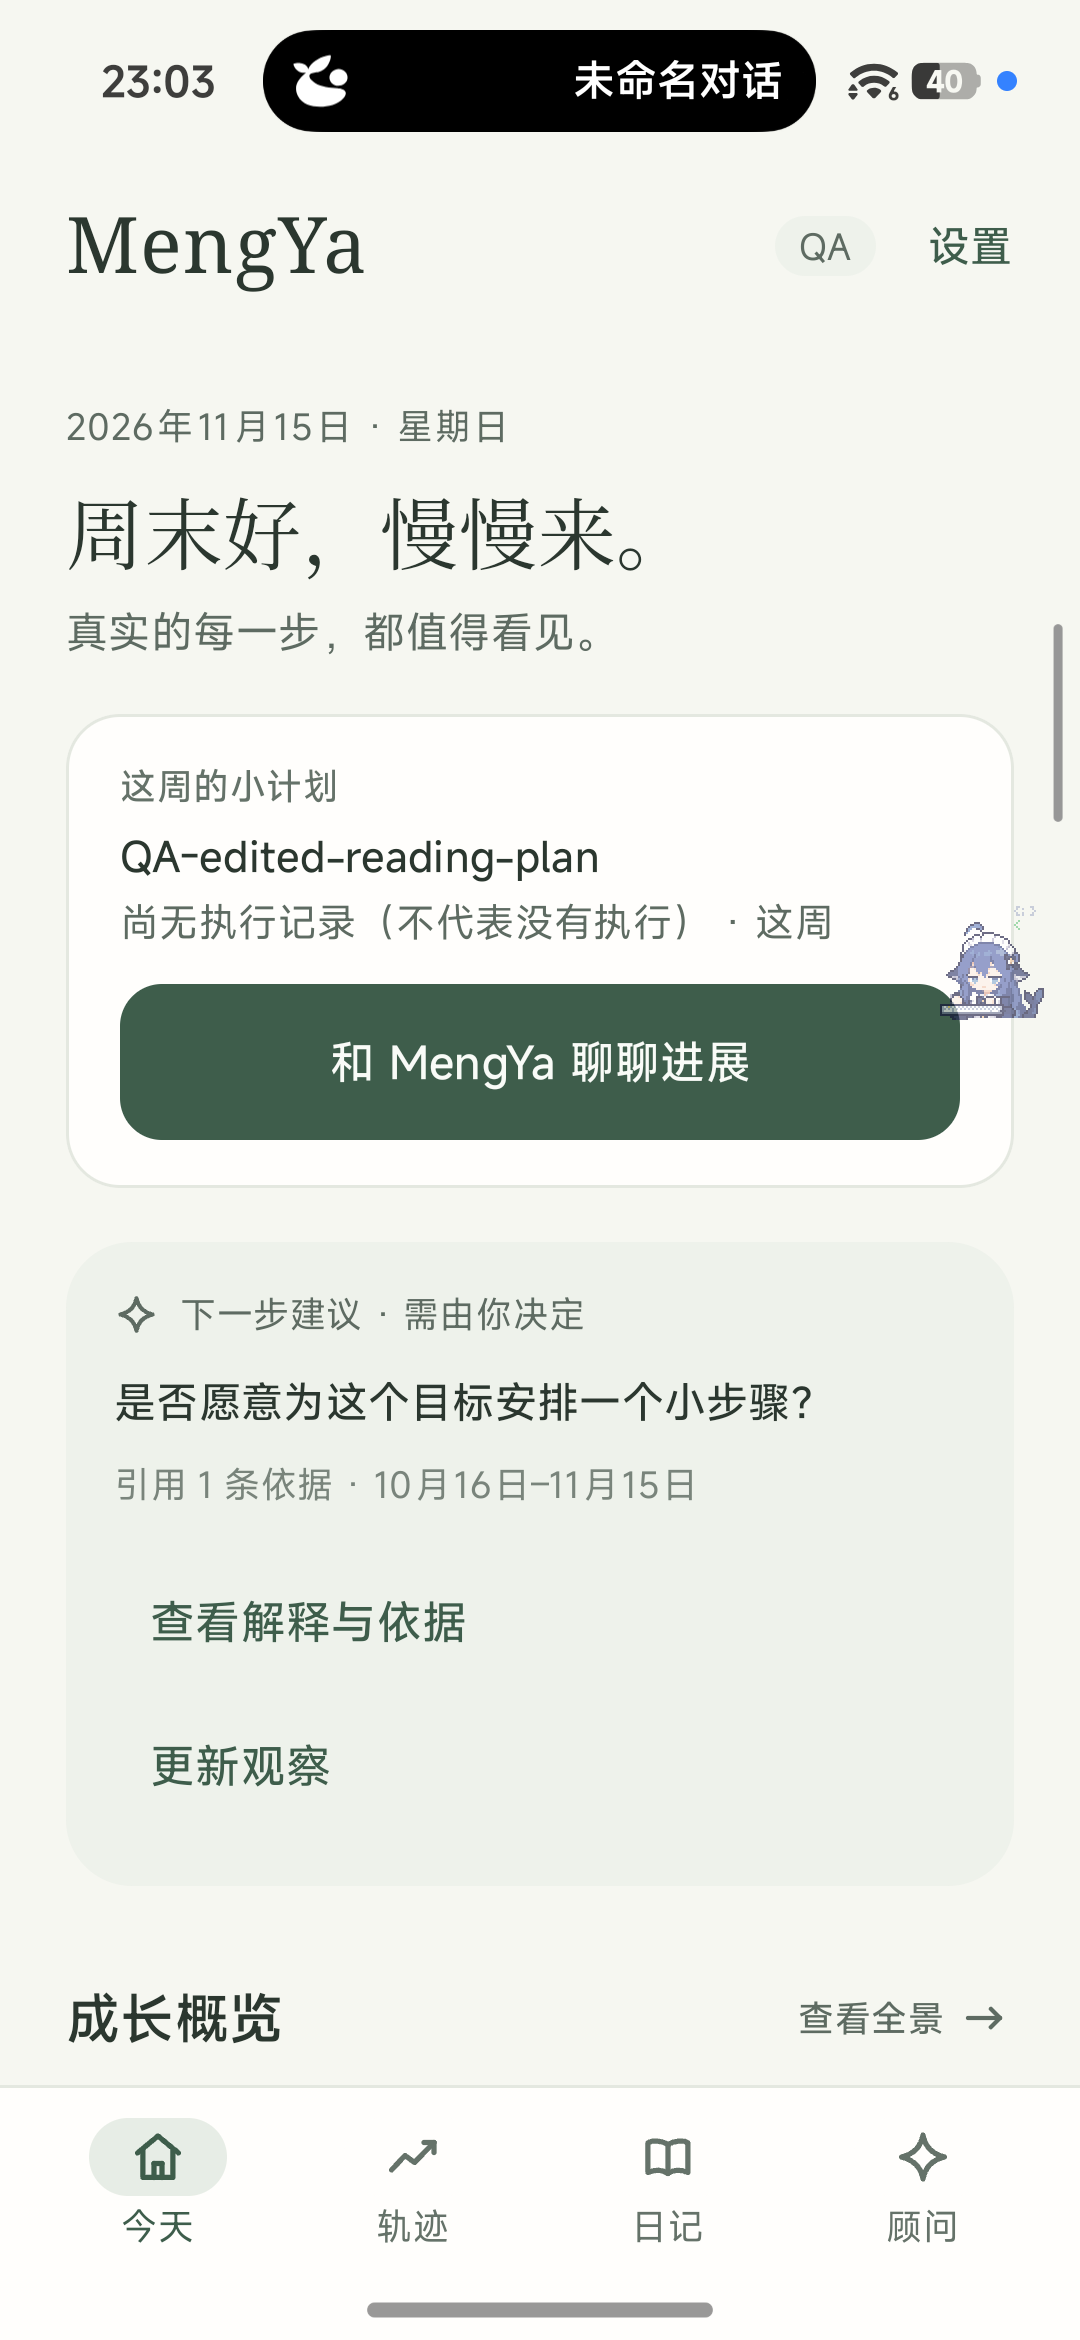 23:03
未命名对话
6
40
MengYa
QA
设置
2026年11月15日 · 星期日
周末好，慢慢来。
真实的每一步，都值得看见。
这周的小计划
QA-edited-reading-plan
尚无执行记录（不代表没有执行） · 这周
和 MengYa 聊聊进展
下一步建议 · 需由你决定
是否愿意为这个目标安排一个小步骤？
引用 1 条依据 · 10月16日–11月15日
查看解释与依据
更新观察
成长概览
查看全景 →
今天
轨迹
日记
顾问